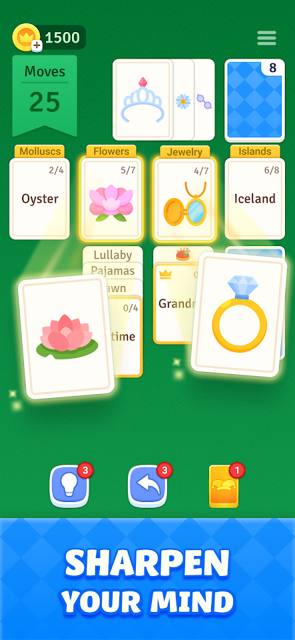 1500
Moves
25
8
Molluscs
Flowers
Jewelry
Islands
2/4
5/7
4/7
6/8
Oyster
Iceland
Lullaby
Pajamas
awn
0/4
Grand
time
3
3
1
SHARPEN
YOUR MIND